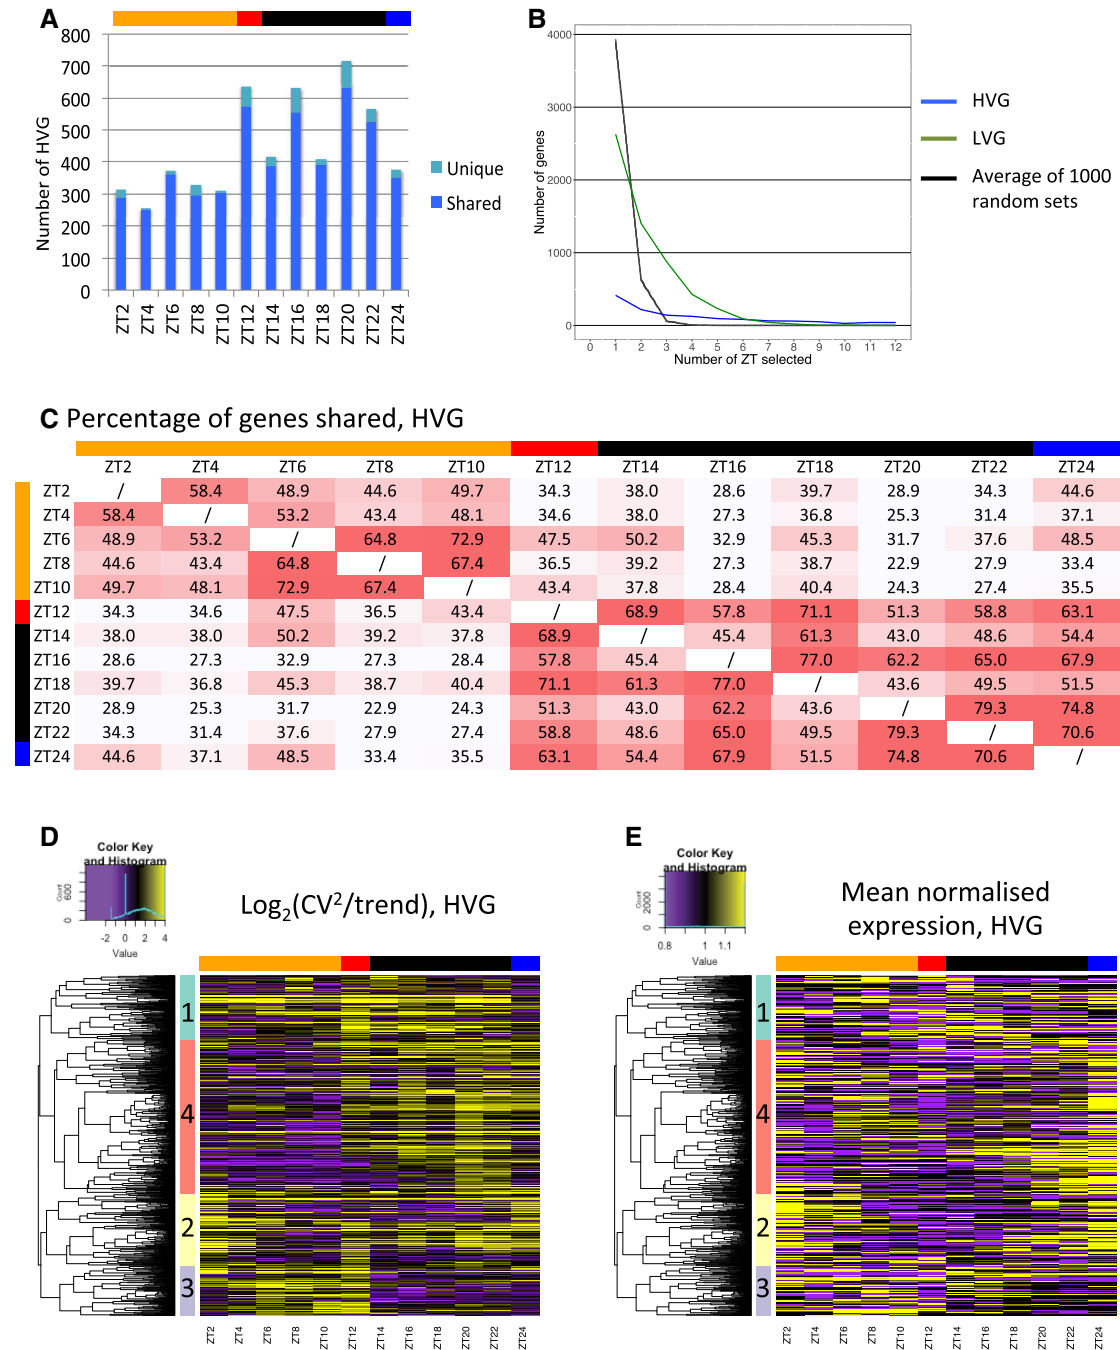 A
Number of HVG
800
700
600
500
400
300
200
100
0
ZT2 ZT4 ZT6 ZT8 ZT10 ZT12 ZT14 ZT16 ZT18 ZT20 ZT22 ZT24
Unique
Shared
B
Number of genes
4000
3000
2000
1000
0
0 1 2 3 4 5 6 7 8 9 10 11 12
Number of ZT selected
HVG
LVG
Average of 1000
random sets
C Percentage of genes shared, HVG
ZT2 ZT4 ZT6 ZT8 ZT10 ZT12 ZT14 ZT16 ZT18 ZT20 ZT22 ZT24
ZT2 / 58.4 48.9 44.6 49.7 34.3 38.0 28.6 39.7 28.9 34.3 44.6
ZT4 58.4 / 53.2 43.4 48.1 34.6 38.0 27.3 36.8 25.3 31.4 37.1
ZT6 48.9 53.2 / 64.8 72.9 47.5 50.2 32.9 45.3 31.7 37.6 48.5
ZT8 44.6 43.4 64.8 / 67.4 36.5 39.2 27.3 38.7 22.9 27.9 33.4
ZT10 49.7 48.1 72.9 67.4 / 43.4 37.8 28.4 40.4 24.3 27.4 35.5
ZT12 34.3 34.6 47.5 36.5 43.4 / 68.9 57.8 71.1 51.3 58.8 63.1
ZT14 38.0 38.0 50.2 39.2 37.8 68.9 / 45.4 61.3 43.0 48.6 54.4
ZT16 28.6 27.3 32.9 27.3 28.4 57.8 45.4 / 77.0 62.2 65.0 67.9
ZT18 39.7 36.8 45.3 38.7 40.4 71.1 61.3 77.0 / 43.6 49.5 51.5
ZT20 28.9 25.3 31.7 22.9 24.3 51.3 43.0 62.2 43.6 / 79.3 74.8
ZT22 34.3 31.4 37.6 27.9 27.4 58.8 48.6 65.0 49.5 79.3 / 70.6
ZT24 44.6 37.1 48.5 33.4 35.5 63.1 54.4 67.9 51.5 74.8 70.6 /
D
Color Key
and Histogram
Count
0 600
-2 0 2 4
Value
Log2(CV²/trend), HVG
1
4
2
3
ZT2 ZT4 ZT6 ZT8 ZT10 ZT12 ZT14 ZT16 ZT18 ZT20 ZT22 ZT24
E
Color Key
and Histogram
Count
0 2000
0.8 1 1.1
Value
Mean normalised
expression, HVG
1
4
2
3
ZT2 ZT4 ZT6 ZT8 ZT10 ZT12 ZT14 ZT16 ZT18 ZT20 ZT22 ZT24